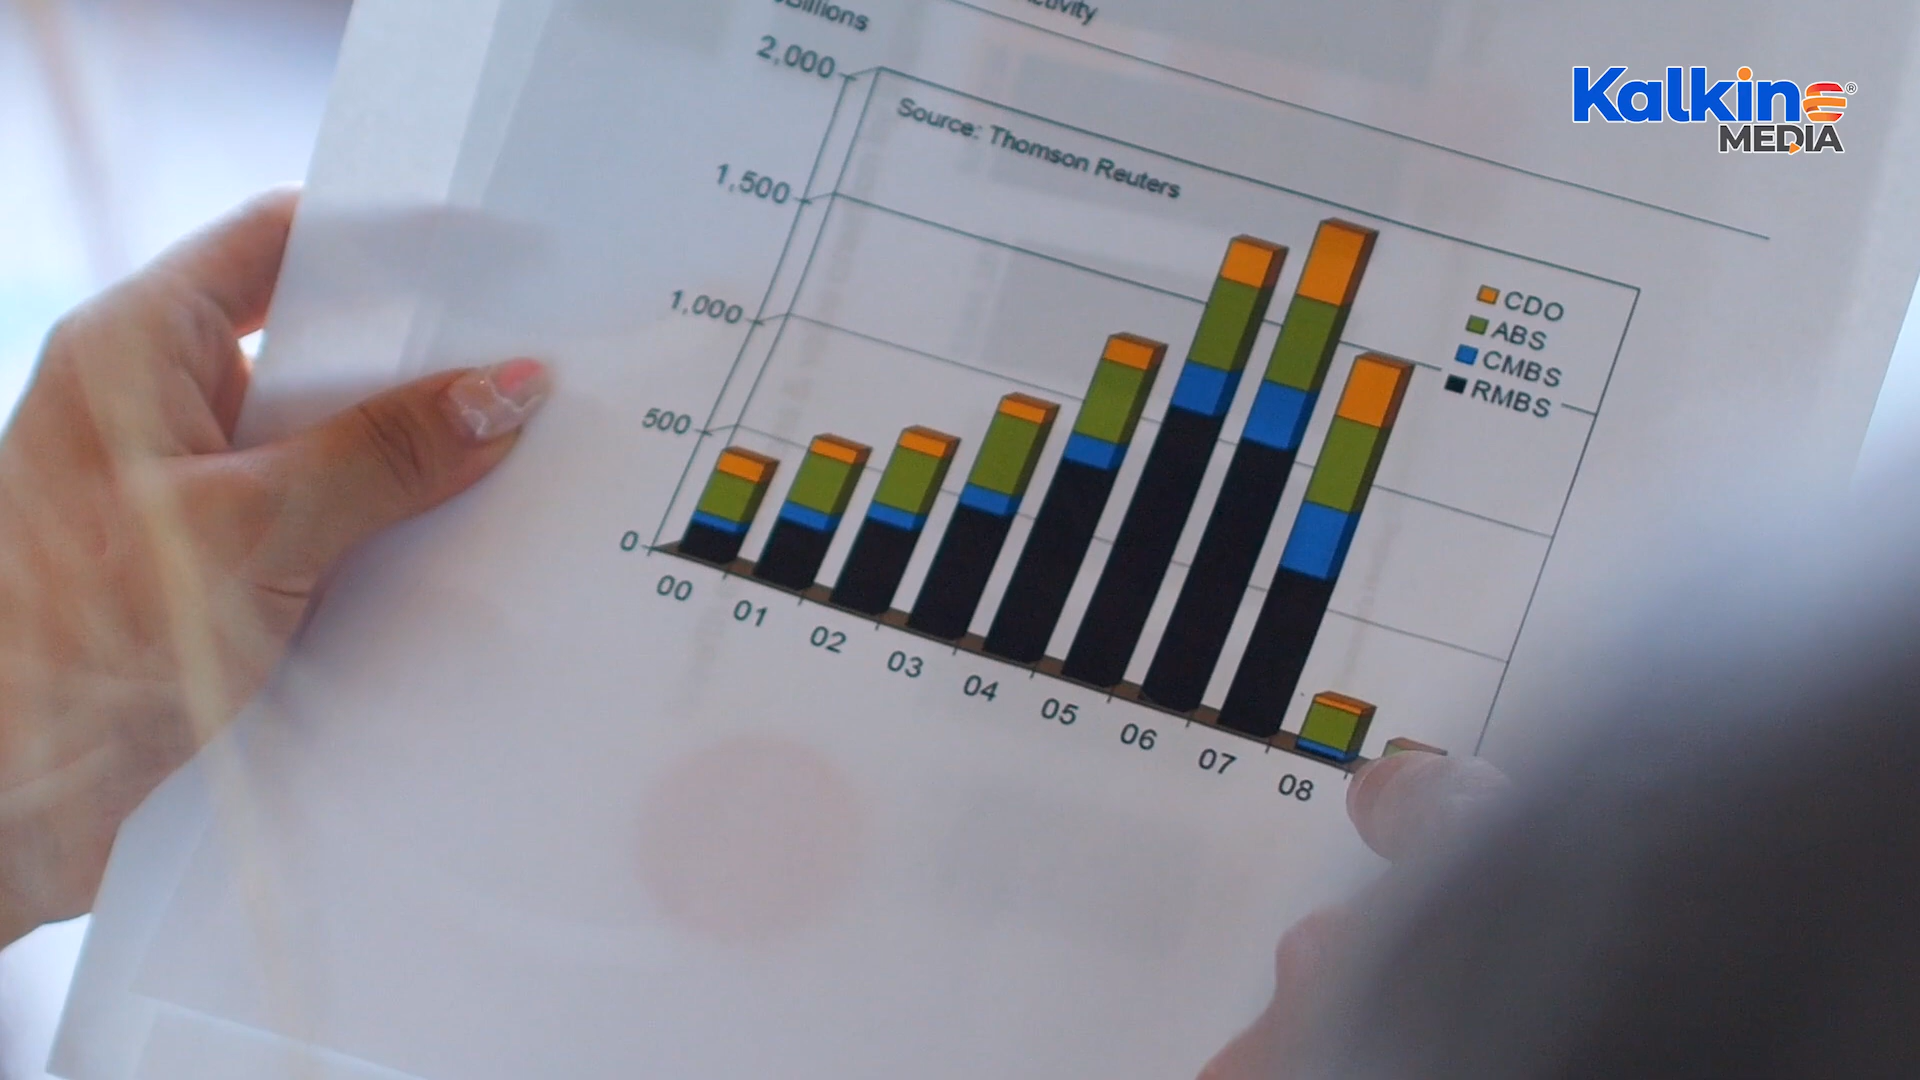 Billions
2,000
Source: Thomson Reuters
1,500
1,000
500
0
00 01 02 03 04 05 06 07 08
CDO
ABS
CMBS
RMBS
Kalkine®
MEDIA